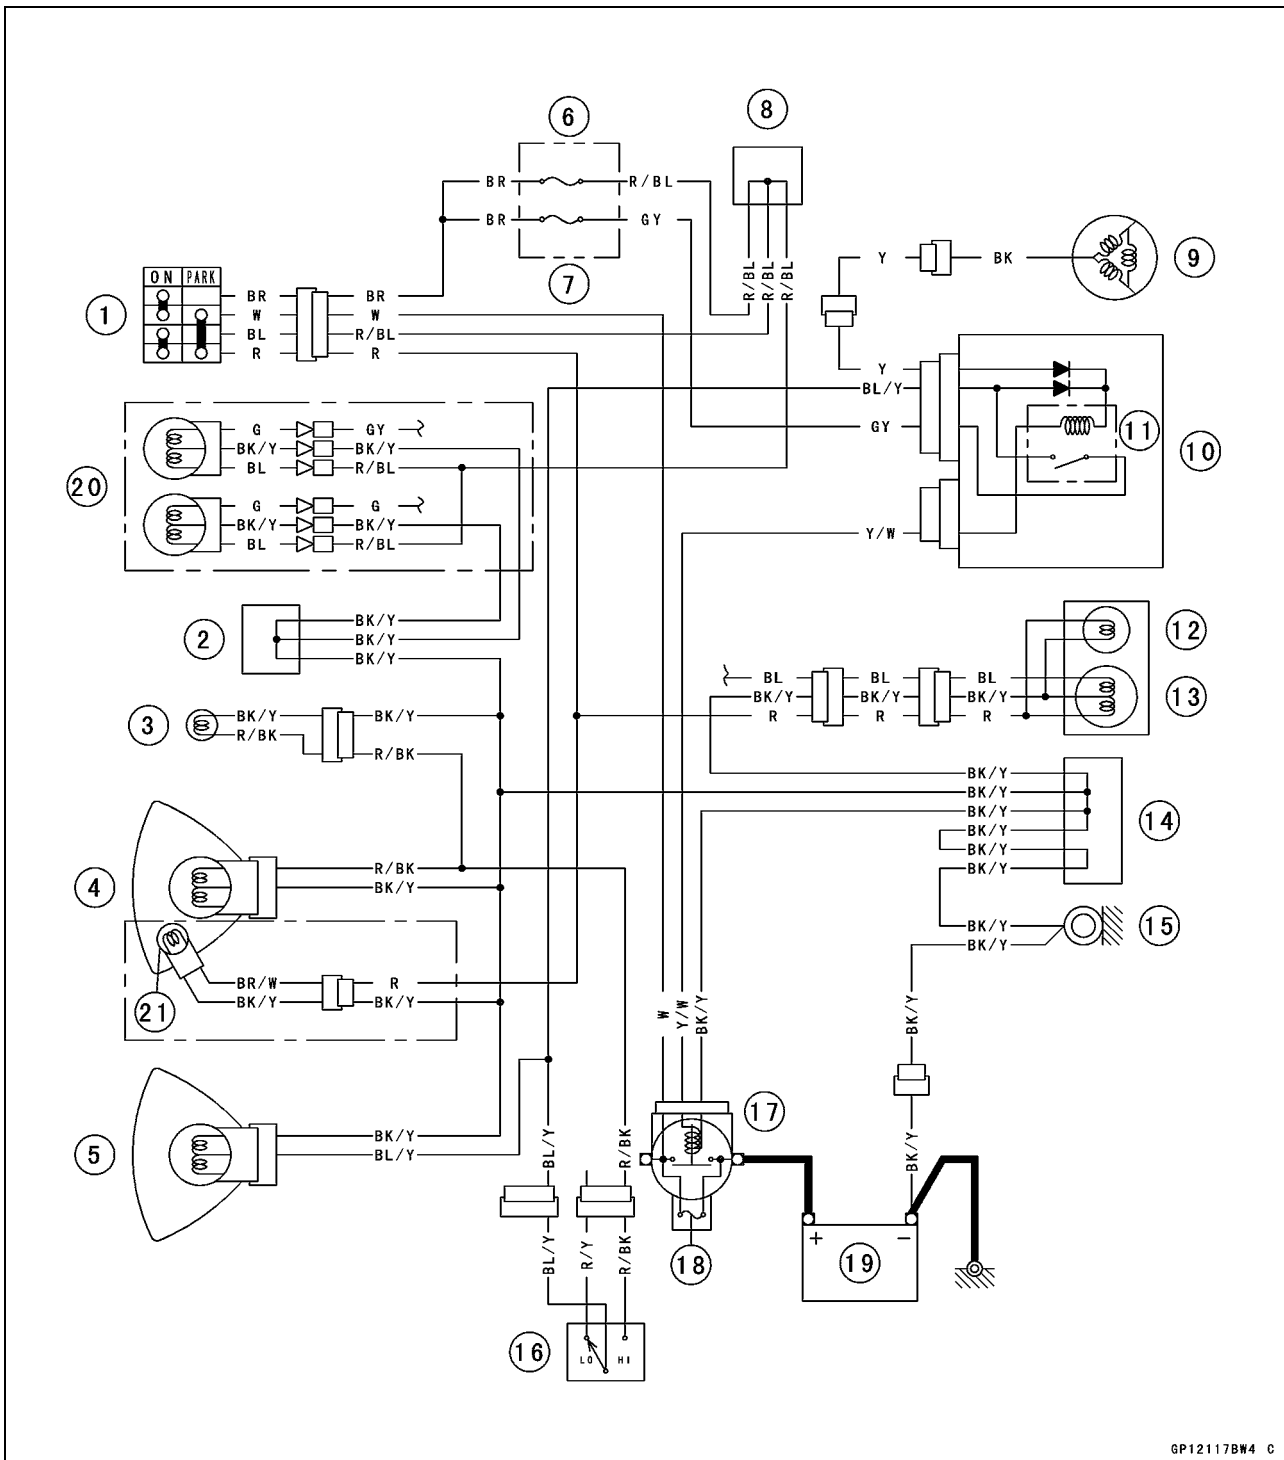 6 8
BR R/BL
BR GY
Y BK 9
7
R/BL R/BL R/BL
ON PARK
1
BR BR
W W
BL R/BL
R R
Y
BL/Y
GY 11 10
G GY
BK/Y BK/Y
BL R/BL
20
G G
BK/Y BK/Y
BL R/BL
Y/W
BK/Y
2 BK/Y
BK/Y
12
BL BL BL
BK/Y BK/Y BK/Y 13
R R R
3 BK/Y BK/Y
R/BK R/BK
BK/Y
BK/Y
BK/Y 14
BK/Y
BK/Y
BK/Y
R/BK
4 BK/Y
BK/Y 15
BK/Y
BR/W R
BK/Y BK/Y
21
W Y/W BK/Y BK/Y
17
5 BK/Y
BL/Y
BL/Y R/BK BK/Y
BL/Y R/Y R/BK
18
+ 19 −
16 LO HI
GP12117BW4 C